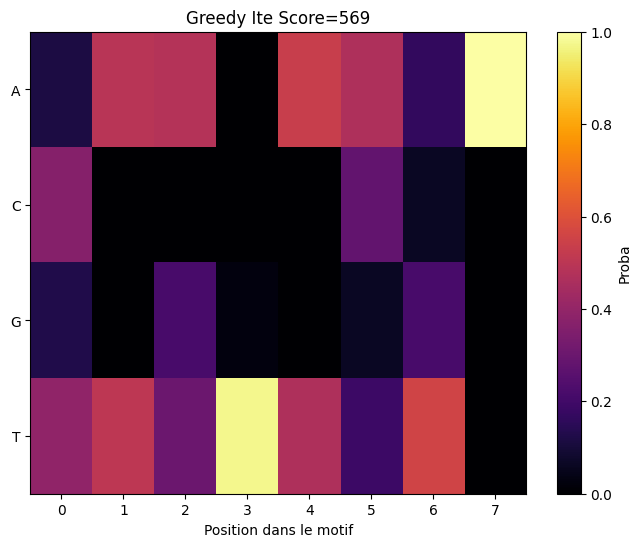 Greedy Ite Score=569
A
C
G
T
0 1 2 3 4 5 6 7
Position dans le motif
1.0
0.8
0.6
0.4
0.2
0.0
Proba